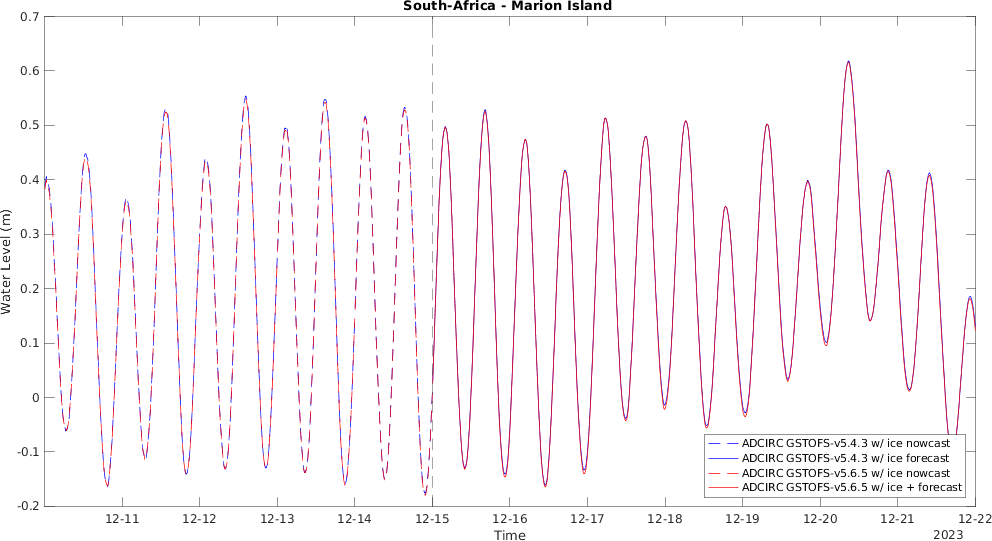 South-Africa - Marion Island
Water Level (m)
0.7
0.6
0.5
0.4
0.3
0.2
0.1
0
-0.1
-0.2
12-11 12-12 12-13 12-14 12-15 12-16 12-17 12-18 12-19 12-20 12-21 12-22
Time
2023
ADCIRC GSTOFS-v5.4.3 w/ ice nowcast
ADCIRC GSTOFS-v5.4.3 w/ ice forecast
ADCIRC GSTOFS-v5.6.5 w/ ice nowcast
ADCIRC GSTOFS-v5.6.5 w/ ice + forecast